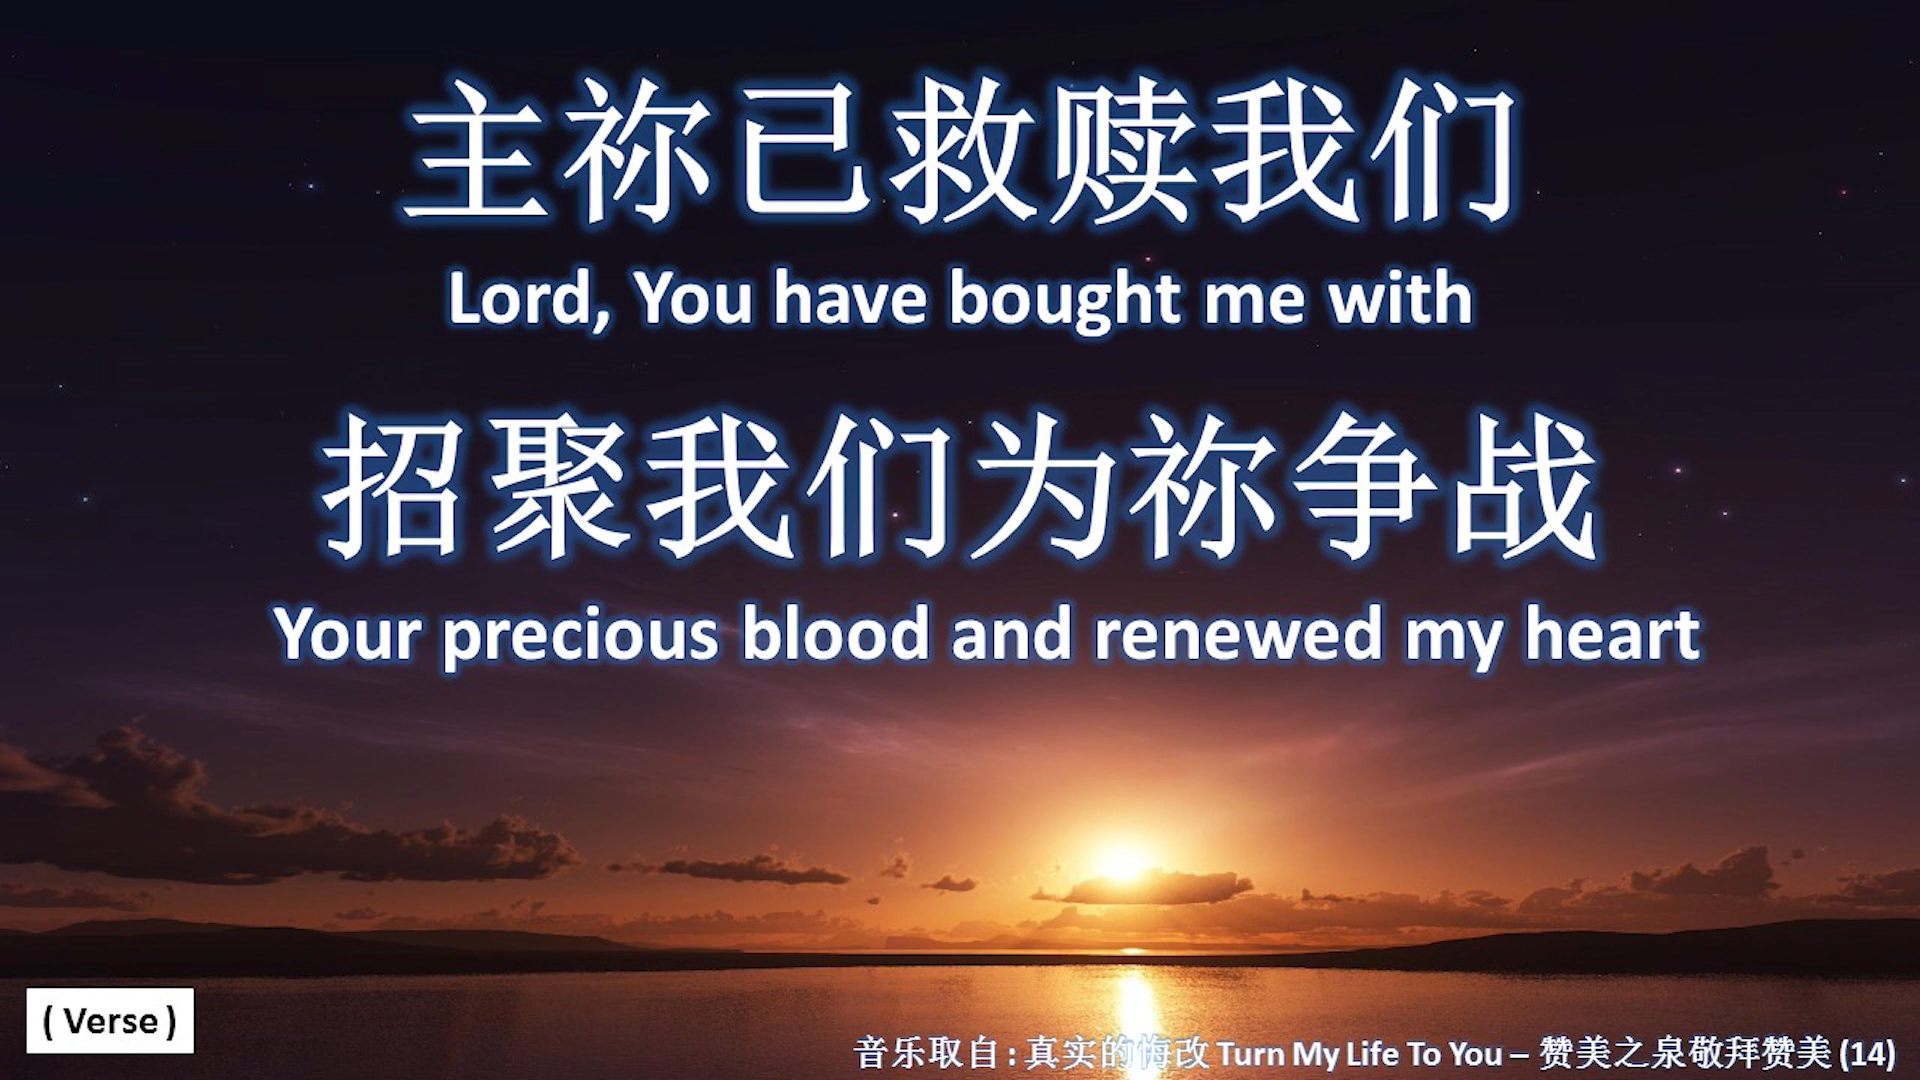 主祢已救赎我们
Lord, You have bought me with
招聚我们为祢争战
Your precious blood and renewed my heart
( Verse )
音乐取自 : 真实的悔改 Turn My Life To You – 赞美之泉敬拜赞美 (14)